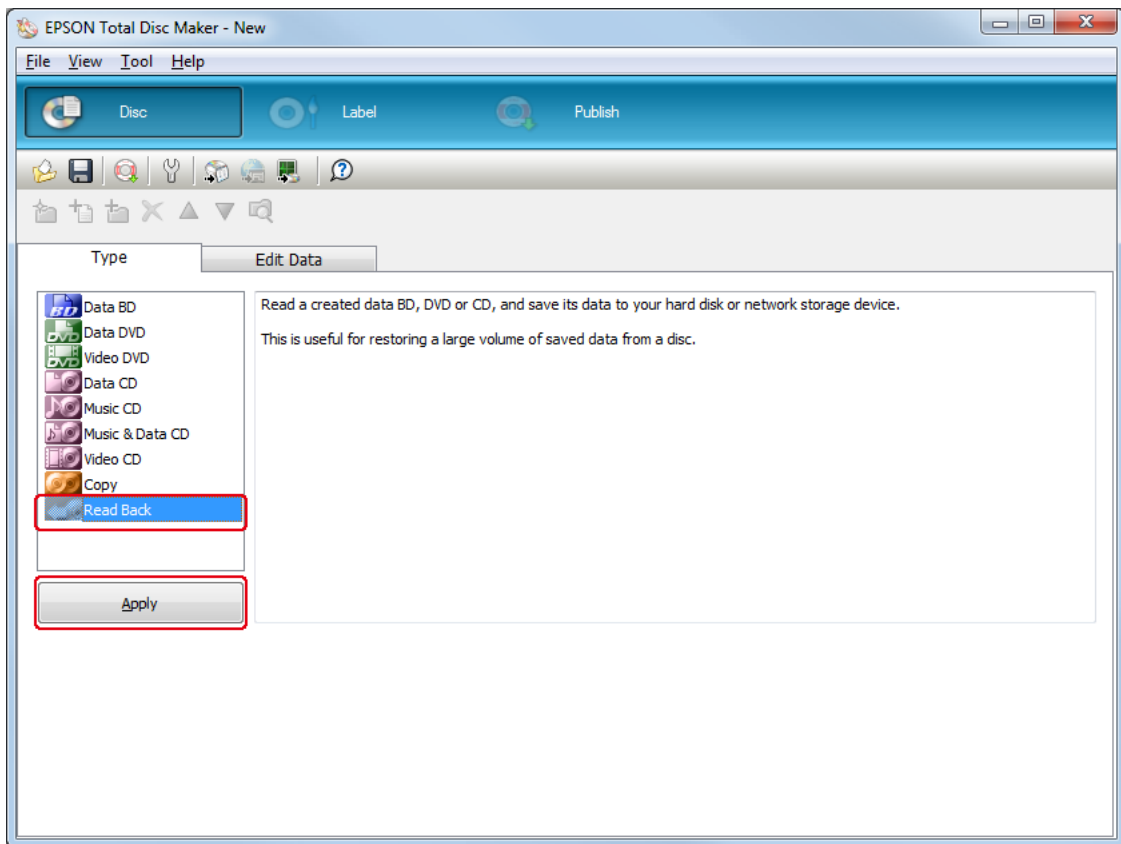 EPSON Total Disc Maker - New
File View Tool Help
Disc Label Publish
Type Edit Data
Data BD
Data DVD
Video DVD
Data CD
Music CD
Music & Data CD
Video CD
Copy
Read Back
Apply
Read a created data BD, DVD or CD, and save its data to your hard disk or network storage device.
This is useful for restoring a large volume of saved data from a disc.